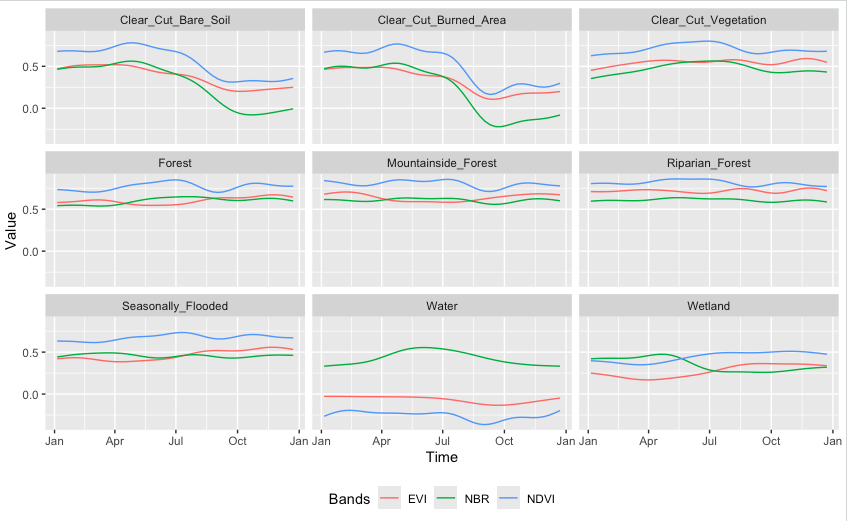 Clear_Cut_Bare_Soil Clear_Cut_Burned_Area Clear_Cut_Vegetation
0.5
0.0
Forest Mountainside_Forest Riparian_Forest
0.5
0.0
Value
Seasonally_Flooded Water Wetland
0.5
0.0
Jan Apr Jul Oct Jan Jan Apr Jul Oct Jan Jan Apr Jul Oct Jan
Time
Bands EVI NBR NDVI